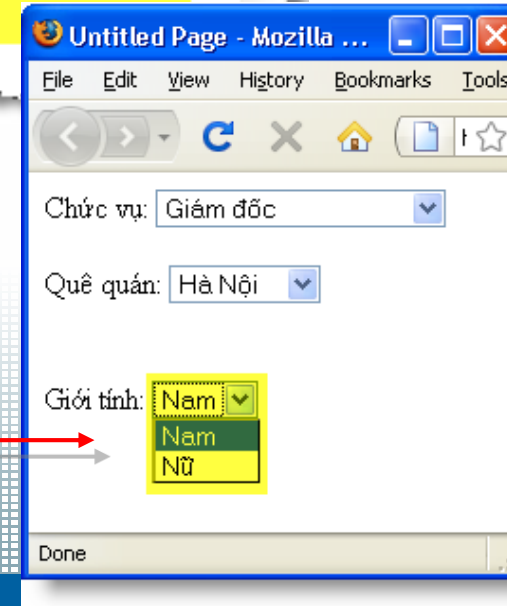 Untitled Page - Mozilla ...
File Edit View History Bookmarks Tools
Chức vụ: Giám đốc
Quê quán: Hà Nội
Giới tính: Nam
Nam
Nữ
Done